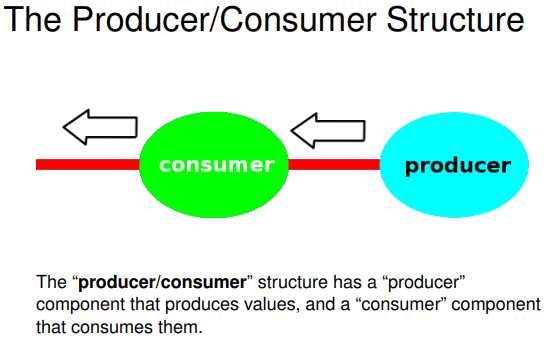 The Producer/Consumer Structure
consumer
producer
The “producer/consumer” structure has a “producer”
component that produces values, and a “consumer” component
that consumes them.